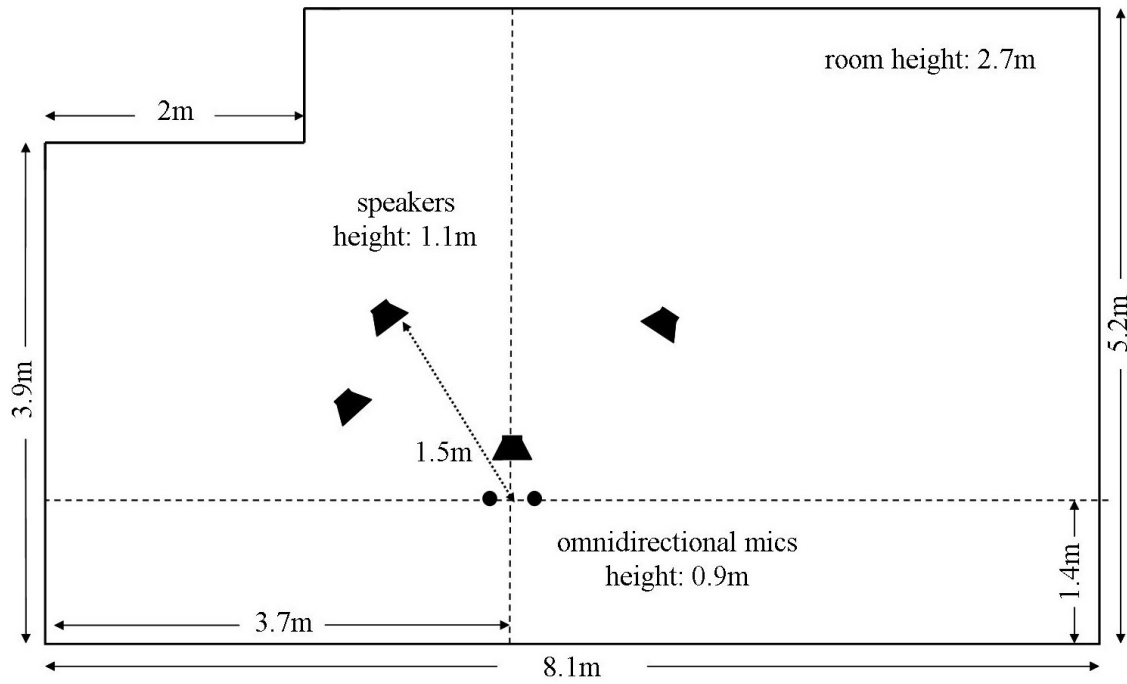 room height: 2.7m
2m
speakers
height: 1.1m
5.2m
3.9m
1.5m
omnidirectional mics
height: 0.9m
1.4m
3.7m
8.1m